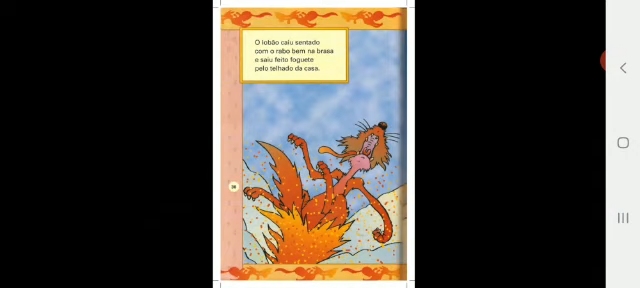 O lobão caiu sentado
com o rabo bem na brasa
e saiu feito foguete
pelo telhado da casa.